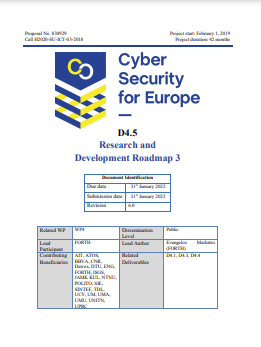 Proposal No. 830929
Project start: February 1, 2019
Call H2020-SU-ICT-03-2018
Project duration: 42 months
Cyber
Security
for Europe
D4.5
Research and
Development Roadmap 3
Document Identification
Due date 31st January 2022
Submission date 31st January 2022
Revision 6.0
Related WP WP4 Dissemination Level Public
Lead Participant FORTH Lead Author Evangelos Markatos (FORTH)
Contributing Beneficiaries AIT, ATOS, BBVA, CNR, Dawex, DTU, ENG, FORTH, ISGS, JAMK, KUL, NTNU, POLITO, SIE, SINTEF, TDL, UCY, UM, UMA, UMU, UNITN, UPRC Related Deliverables D4.1, D4.3, D4.4